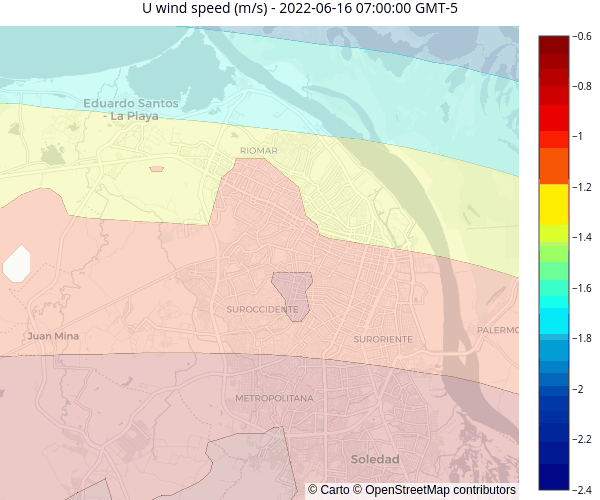 U wind speed (m/s) - 2022-06-16 07:00:00 GMT-5
−0.6
−0.8
−1
−1.2
−1.4
−1.6
−1.8
−2
−2.2
−2.4
Eduardo Santos
- La Playa
RIOMAR
SUROCCIDENTE
SURORIENTE
PALERMO
Juan Mina
METROPOLITANA
Soledad
© Carto © OpenStreetMap contributors